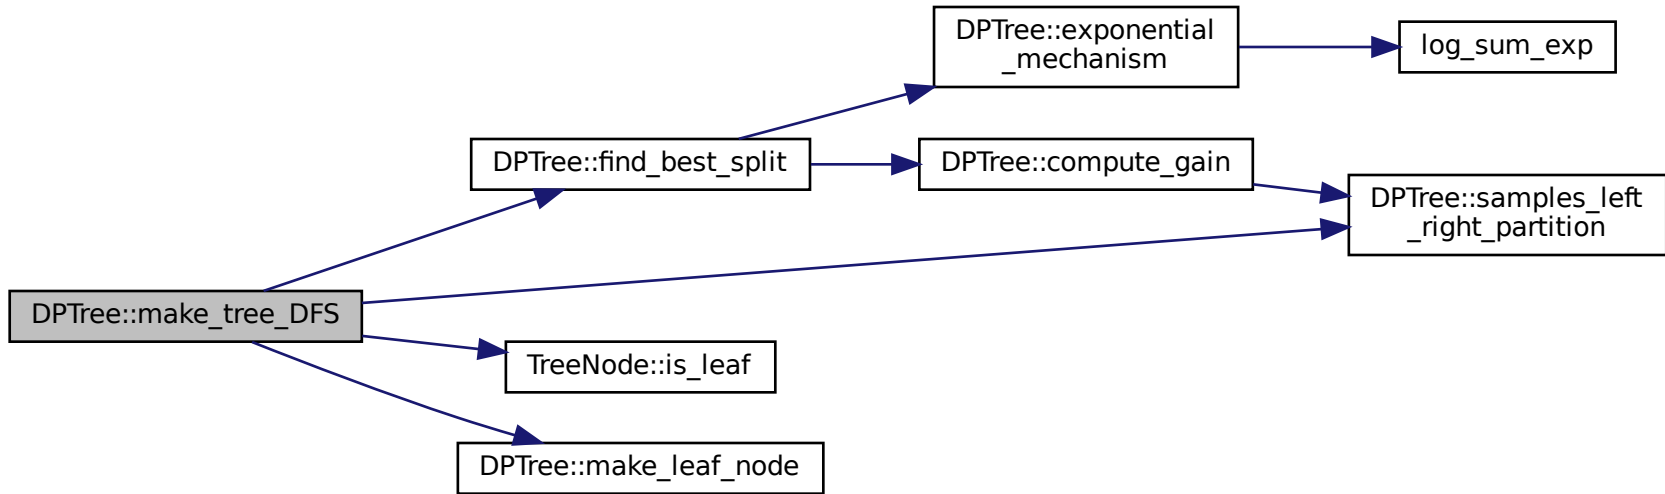 DPTree::exponential
_mechanism
log_sum_exp
DPTree::find_best_split
DPTree::compute_gain
DPTree::samples_left
_right_partition
DPTree::make_tree_DFS
TreeNode::is_leaf
DPTree::make_leaf_node